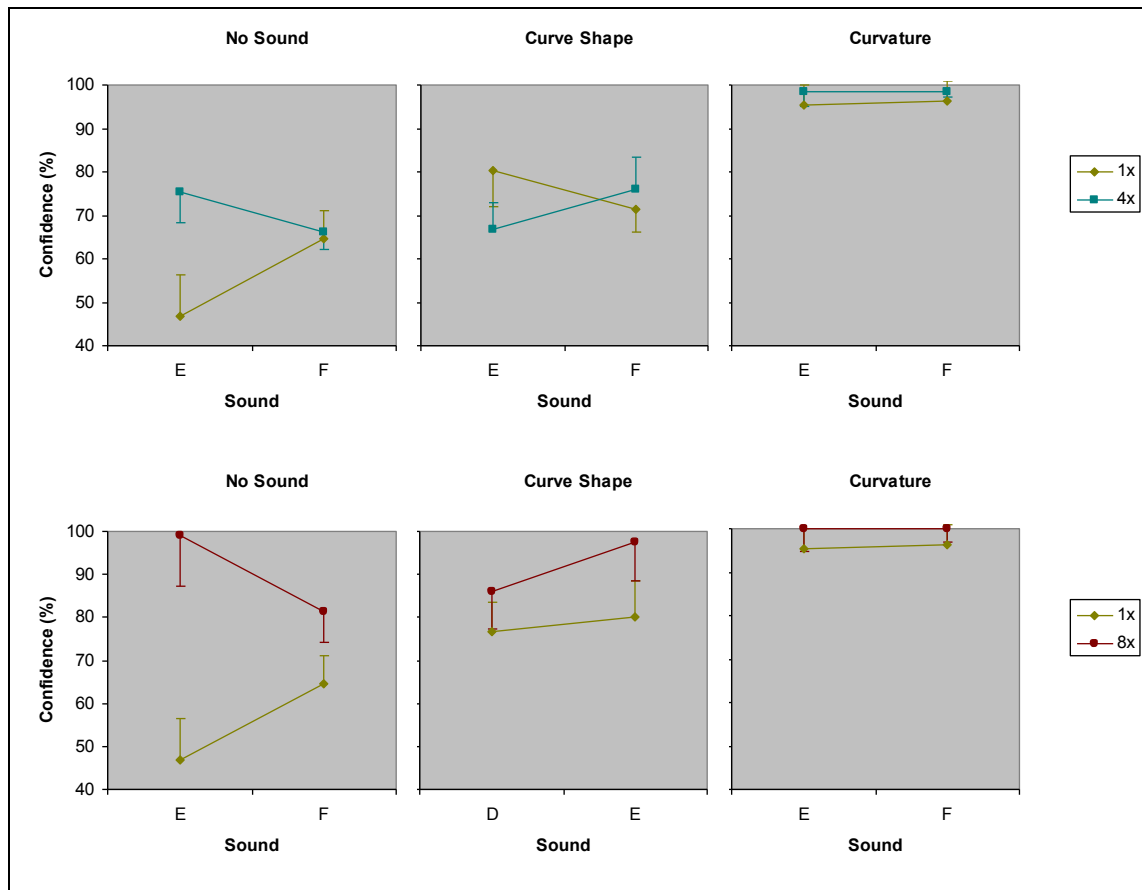 No Sound Curve Shape Curvature
100
90
80
70
60
50
40
Confidence (%)
E F E F E F
Sound Sound Sound
1x
4x
No Sound Curve Shape Curvature
100
90
80
70
60
50
40
Confidence (%)
E F D E E F
Sound Sound Sound
1x
8x